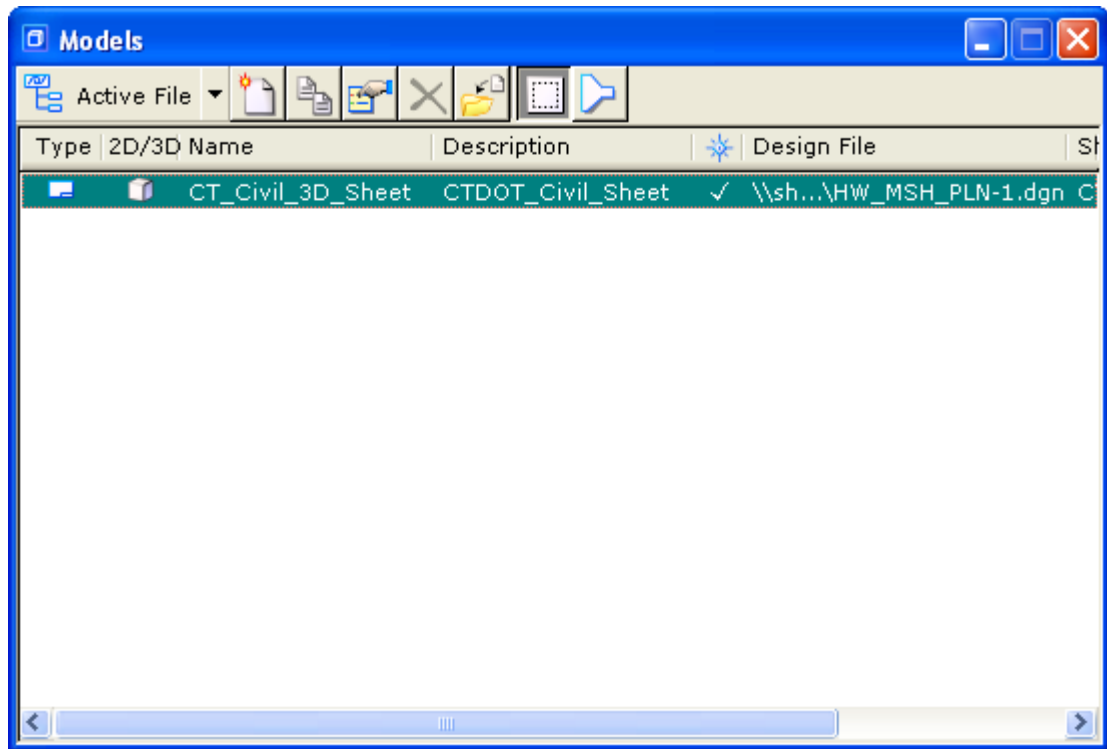 Models
Active File
Type 2D/3D Name Description Design File
CT_Civil_3D_Sheet CTDOT_Civil_Sheet ✓ \\sh...\HW_MSH_PLN-1.dgn C